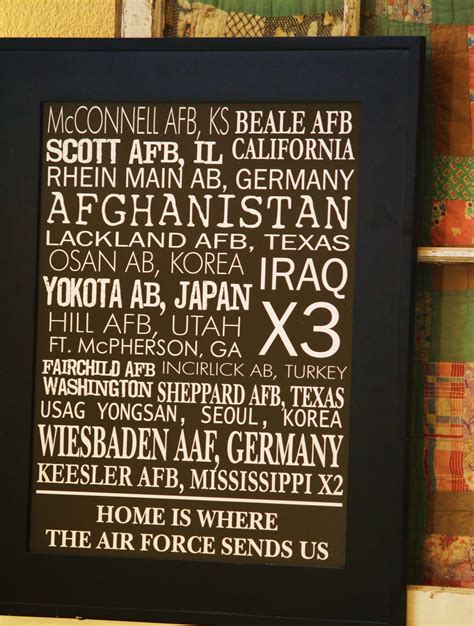 McCONNELL AFB, KS
BEALE AFB
CALIFORNIA
SCOTT AFB, IL
RHEIN MAIN AB, GERMANY
AFGHANISTAN
LACKLAND AFB, TEXAS
OSAN AB, KOREA
IRAQ
X3
YOKOTA AB, JAPAN
HILL AFB, UTAH
FT. McPHERSON, GA
FAIRCHILD AFB
WASHINGTON
INCIRLICK AB, TURKEY
SHEPPARD AFB, TEXAS
USAG YONGSAN, SEOUL, KOREA
WIESBADEN AAF, GERMANY
KEESLER AFB, MISSISSIPPI X2
HOME IS WHERE
THE AIR FORCE SENDS US